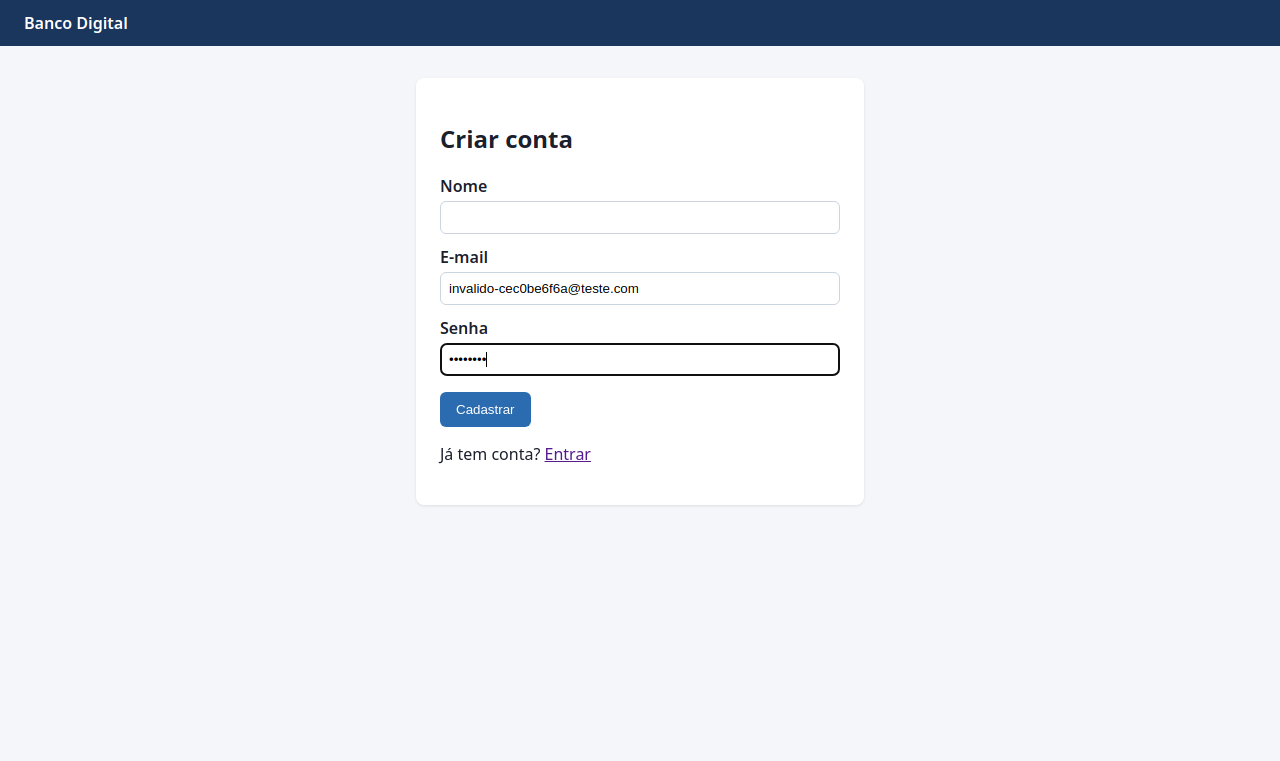 Banco Digital
Criar conta
Nome
E-mail
invalido-cec0be6f6a@teste.com
Senha
••••••••
Cadastrar
Já tem conta? Entrar